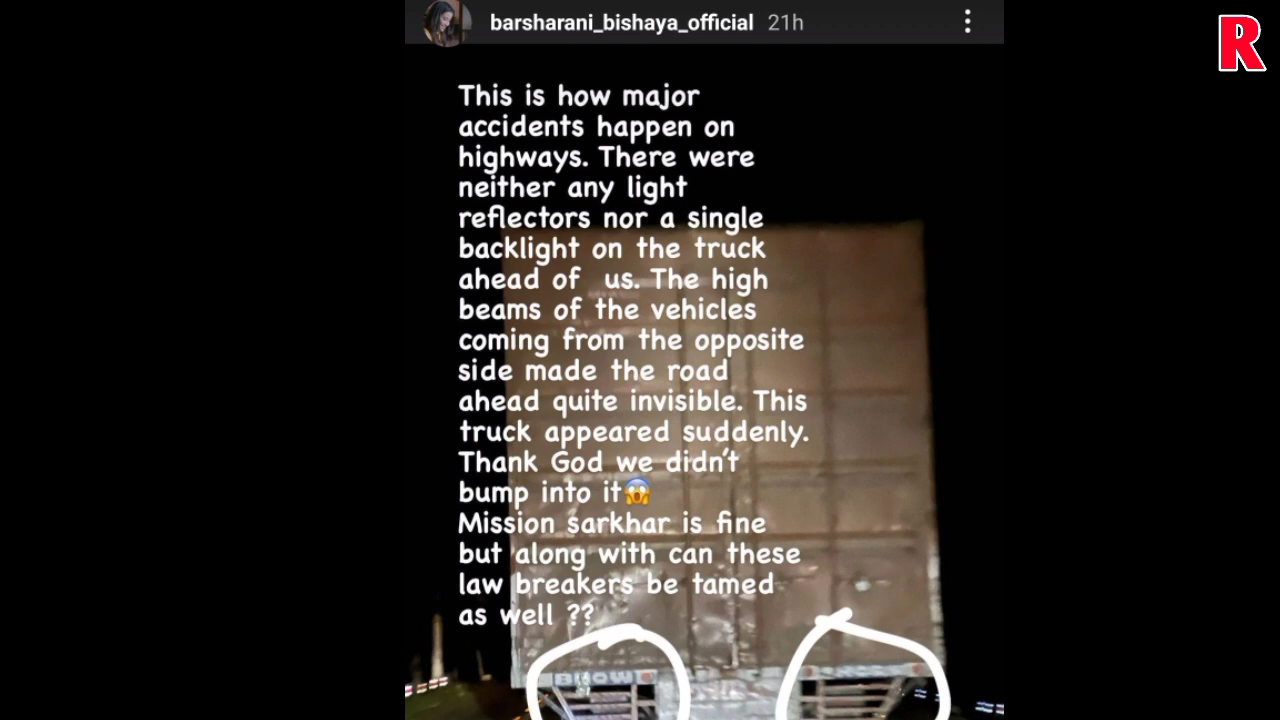 barsharani_bishaya_official 21h
R
This is how major
accidents happen on
highways. There were
neither any light
reflectors nor a single
backlight on the truck
ahead of us. The high
beams of the vehicles
coming from the opposite
side made the road
ahead quite invisible. This
truck appeared suddenly.
Thank God we didn't
bump into it😱
Mission sarkhar is fine
but along with can these
law breakers be tamed
as well ??